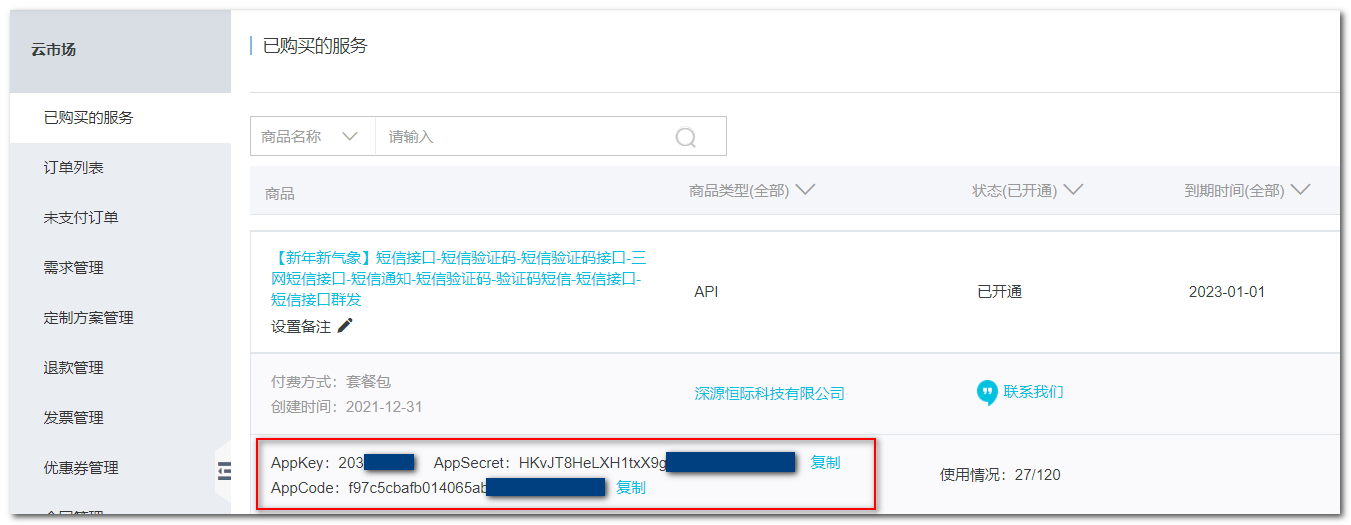 云市场
已购买的服务
订单列表
未支付订单
需求管理
定制方案管理
退款管理
发票管理
优惠券管理
已购买的服务
商品名称 请输入
商品 商品类型(全部) 状态(已开通) 到期时间(全部)
【新年新气象】短信接口-短信验证码-短信验证码接口-三
网短信接口-短信通知-短信验证码-验证码短信-短信接口-
短信接口群发
设置备注
API 已开通 2023-01-01
付费方式：套餐包
创建时间：2021-12-31
深源恒际科技有限公司 联系我们
AppKey：203 AppSecret：HKvJT8HeLXH1txX9g 复制
AppCode：f97c5cbafb014065ab 复制
使用情况：27/120